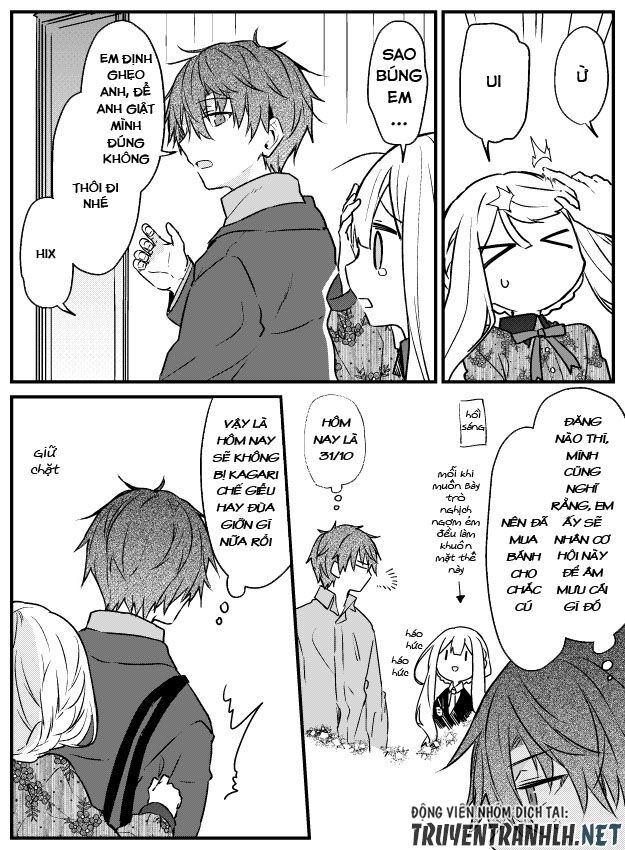 Ừ
UI
SAO
BÚNG
EM
...
EM ĐỊNH
GHẸO
ANH, ĐỂ
ANH GIẬT
MÌNH
ĐÚNG
KHÔNG
THÔI ĐI
NHÉ
HIX
ĐẰNG
NÀO THÌ,
MÌNH
CŨNG
NGHĨ
RẰNG, EM
ẤY SẼ
NHÂN CƠ
HỘI NÀY
ĐỂ ÂM
MƯU CÁI
GÌ ĐÓ
NÊN ĐÃ
MUA
BÁNH
CHO
CHẮC
CÚ
hồi
sáng
mỗi khi
muốn bày
trò
nghịch
ngợm ẻm
đều làm
khuôn
mặt thế
này
háo
hức
háo
hức
HÔM
NAY LÀ
31/10
VẬY LÀ
HÔM NAY
SẼ KHÔNG
BỊ KAGARI
CHẾ GIỄU
HAY ĐÙA
GIỠN GÌ
NỮA RỒI
Giữ
chặt
ĐỘNG VIÊN NHÓM DỊCH TẠI:
TRUYENTRANHLH.NET